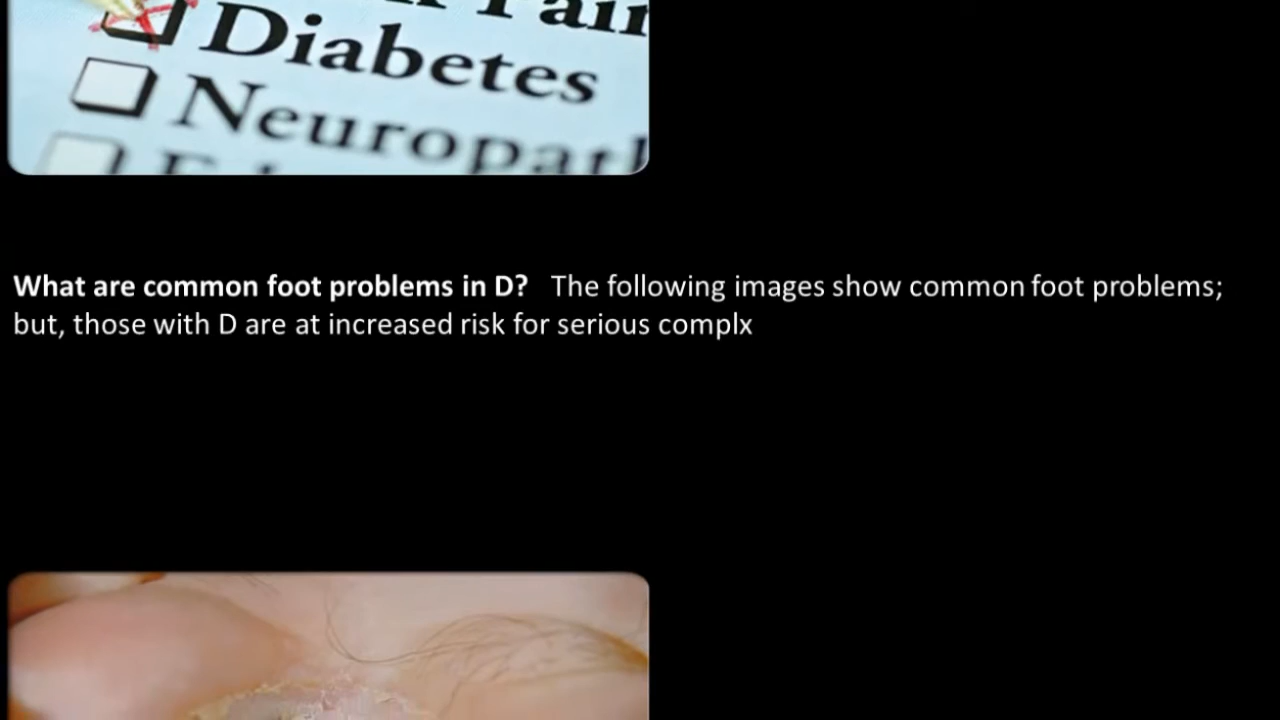 Diabetes
What are common foot problems in D? The following images show common foot problems;
but, those with D are at increased risk for serious complx